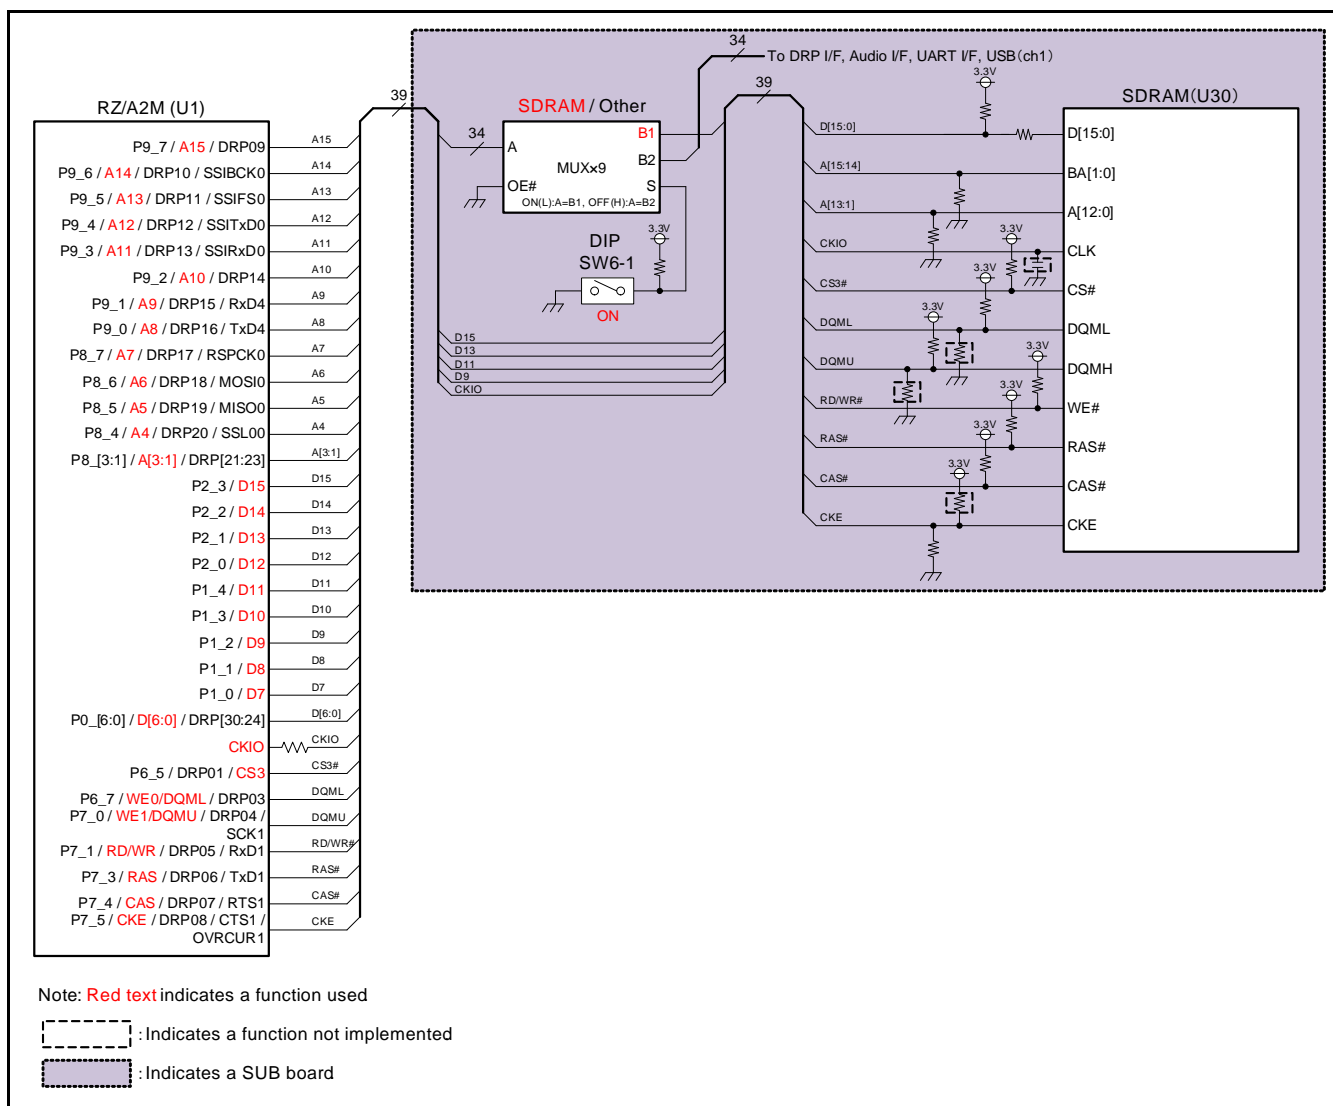 RZ/A2M (U1)
P9_7 / A15 / DRP09
P9_6 / A14 / DRP10 / SSIBCK0
P9_5 / A13 / DRP11 / SSIFS0
P9_4 / A12 / DRP12 / SSITxD0
P9_3 / A11 / DRP13 / SSIRxD0
P9_2 / A10 / DRP14
P9_1 / A9 / DRP15 / RxD4
P9_0 / A8 / DRP16 / TxD4
P8_7 / A7 / DRP17 / RSPCK0
P8_6 / A6 / DRP18 / MOSI0
P8_5 / A5 / DRP19 / MISO0
P8_4 / A4 / DRP20 / SSL00
P8_[3:1] / A[3:1] / DRP[21:23]
P2_3 / D15
P2_2 / D14
P2_1 / D13
P2_0 / D12
P1_4 / D11
P1_3 / D10
P1_2 / D9
P1_1 / D8
P1_0 / D7
P0_[6:0] / D[6:0] / DRP[30:24]
CKIO
P6_5 / DRP01 / CS3
P6_7 / WE0/DQML / DRP03
P7_0 / WE1/DQMU / DRP04 /
SCK1
P7_1 / RD/WR / DRP05 / RxD1
P7_3 / RAS / DRP06 / TxD1
P7_4 / CAS / DRP07 / RTS1
P7_5 / CKE / DRP08 / CTS1 /
OVRCUR1
A15
A14
A13
A12
A11
A10
A9
A8
A7
A6
A5
A4
A[3:1]
D15
D14
D13
D12
D11
D10
D9
D8
D7
D[6:0]
CKIO
CS3#
DQML
DQMU
RD/WR#
RAS#
CAS#
CKE
39
34
SDRAM / Other
A
B1
B2
MUX×9
S
OE#
ON(L):A=B1, OFF(H):A=B2
DIP
SW6-1
ON
3.3V
D15
D13
D11
D9
CKIO
34
To DRP I/F, Audio I/F, UART I/F, USB(ch1)
39
D[15:0]
A[15:14]
A[13:1]
CKIO
CS3#
DQML
DQMU
RD/WR#
RAS#
CAS#
CKE
3.3V
3.3V
3.3V
3.3V
3.3V
3.3V
3.3V
3.3V
SDRAM(U30)
D[15:0]
BA[1:0]
A[12:0]
CLK
CS#
DQML
DQMH
WE#
RAS#
CAS#
CKE
Note: Red text indicates a function used
: Indicates a function not implemented
: Indicates a SUB board